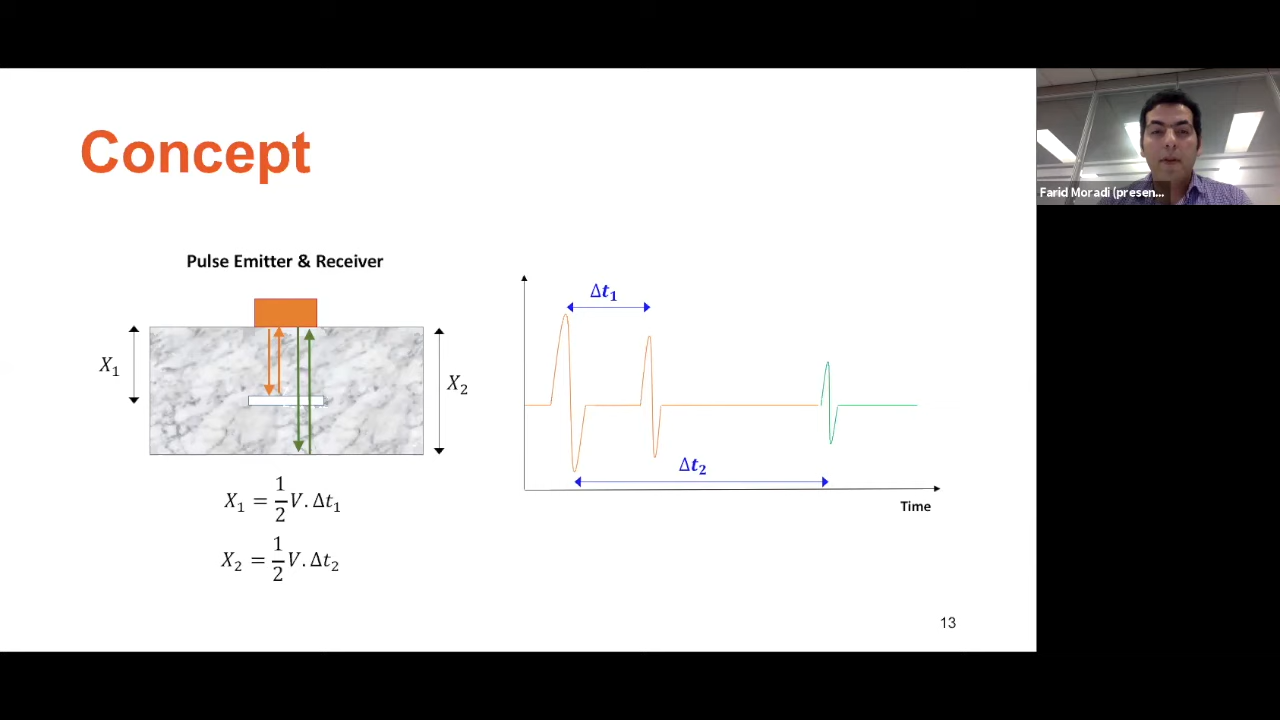 Concept
Farid Moradi (presen...
Pulse Emitter & Receiver
X₁
X₂
X₁ = 1/2 V. Δt₁
X₂ = 1/2 V. Δt₂
Δt₁
Δt₂
Time
13